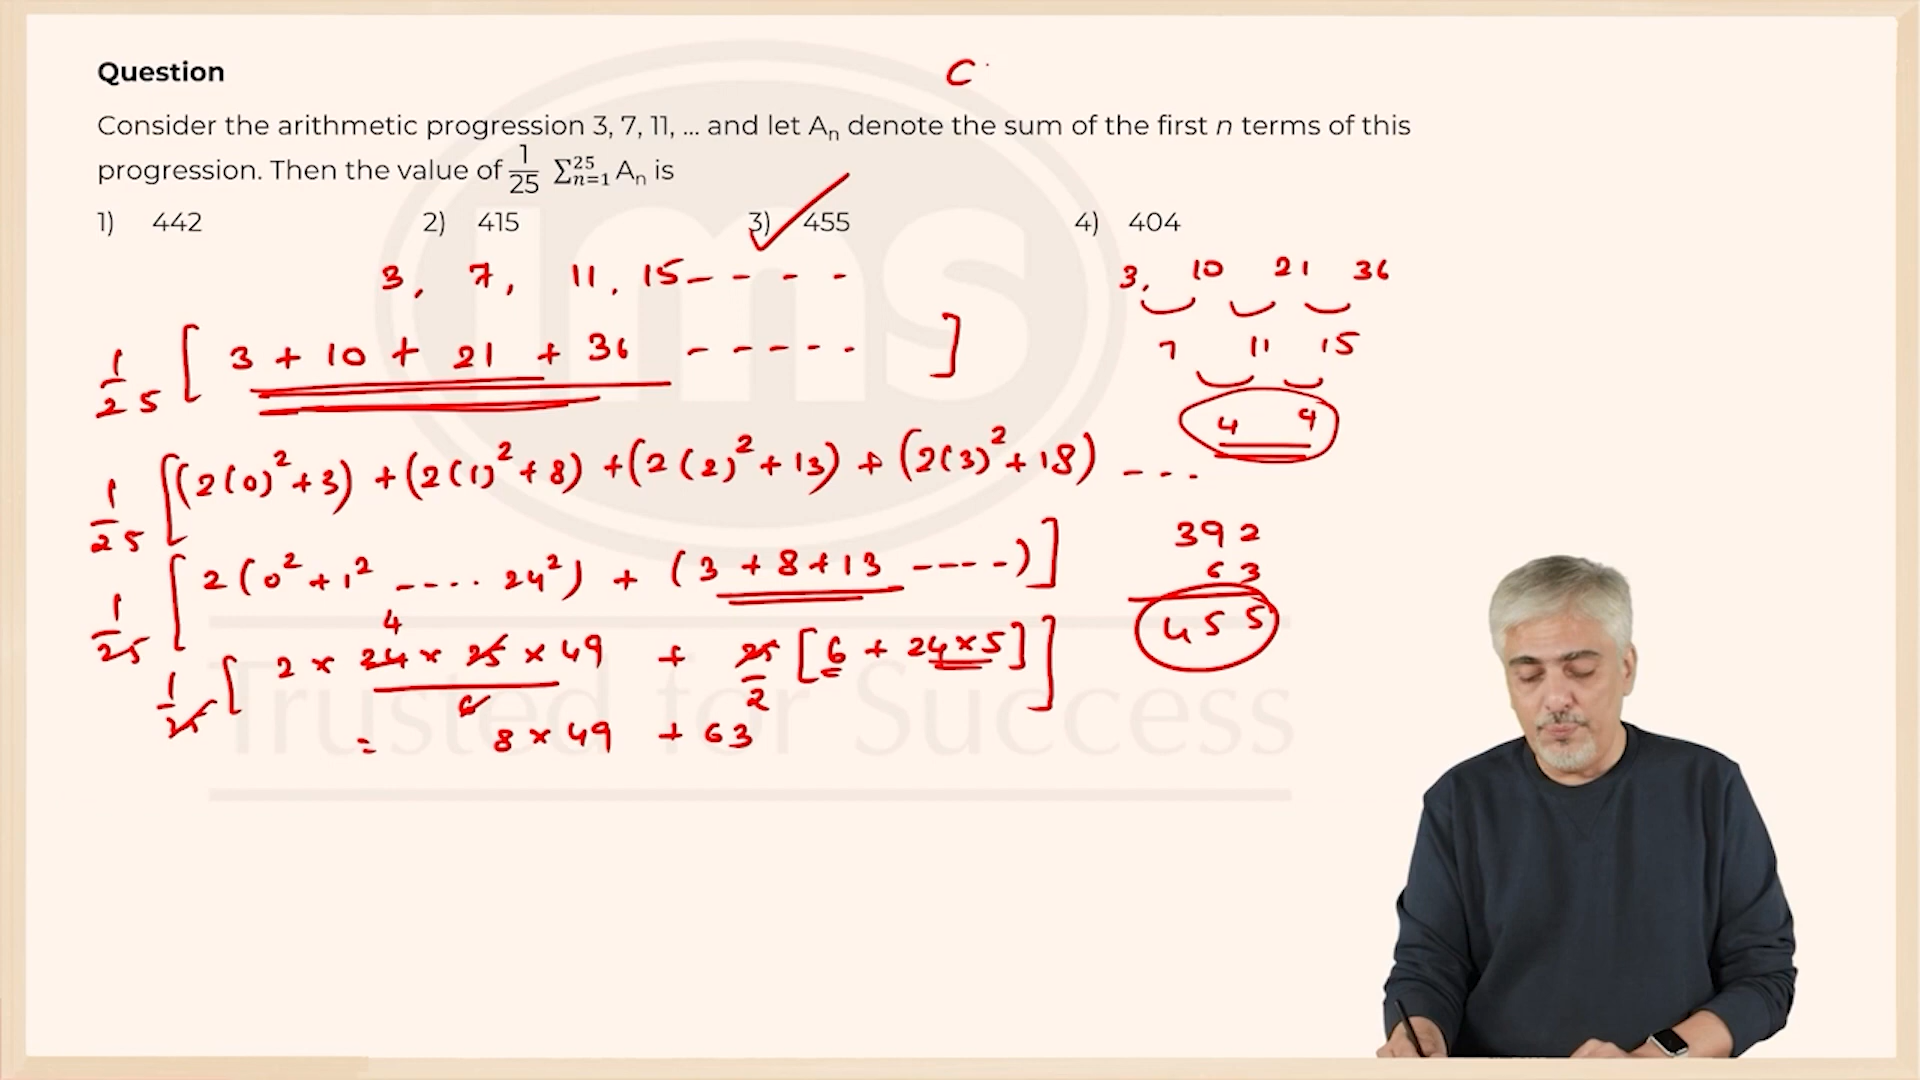 Question
C
Consider the arithmetic progression 3, 7, 11, ... and let Aₙ denote the sum of the first n terms of this
progression. Then the value of 1/25 Σ²⁵ₙ₌₁ Aₙ is
1) 442 2) 415 3) 455 4) 404
3, 7, 11, 15 - - - -
3, 10 21 36
7 11 15
4 4
1/25 [ 3 + 10 + 21 + 36 - - - - - ]
1/25 [(2(0)² + 3) + (2(1)² + 8) + (2(2)² + 13) + (2(3)² + 18) - - -
1/25 [ 2(0² + 1² .... 24²) + (3 + 8 + 13 - - - -)]
392
63
455
4
1/25 [ 2 × 24 × 25 × 49 / 6 + 25/2 [6 + 24×5]]
= 8 × 49 + 63
ims
Trusted for Success